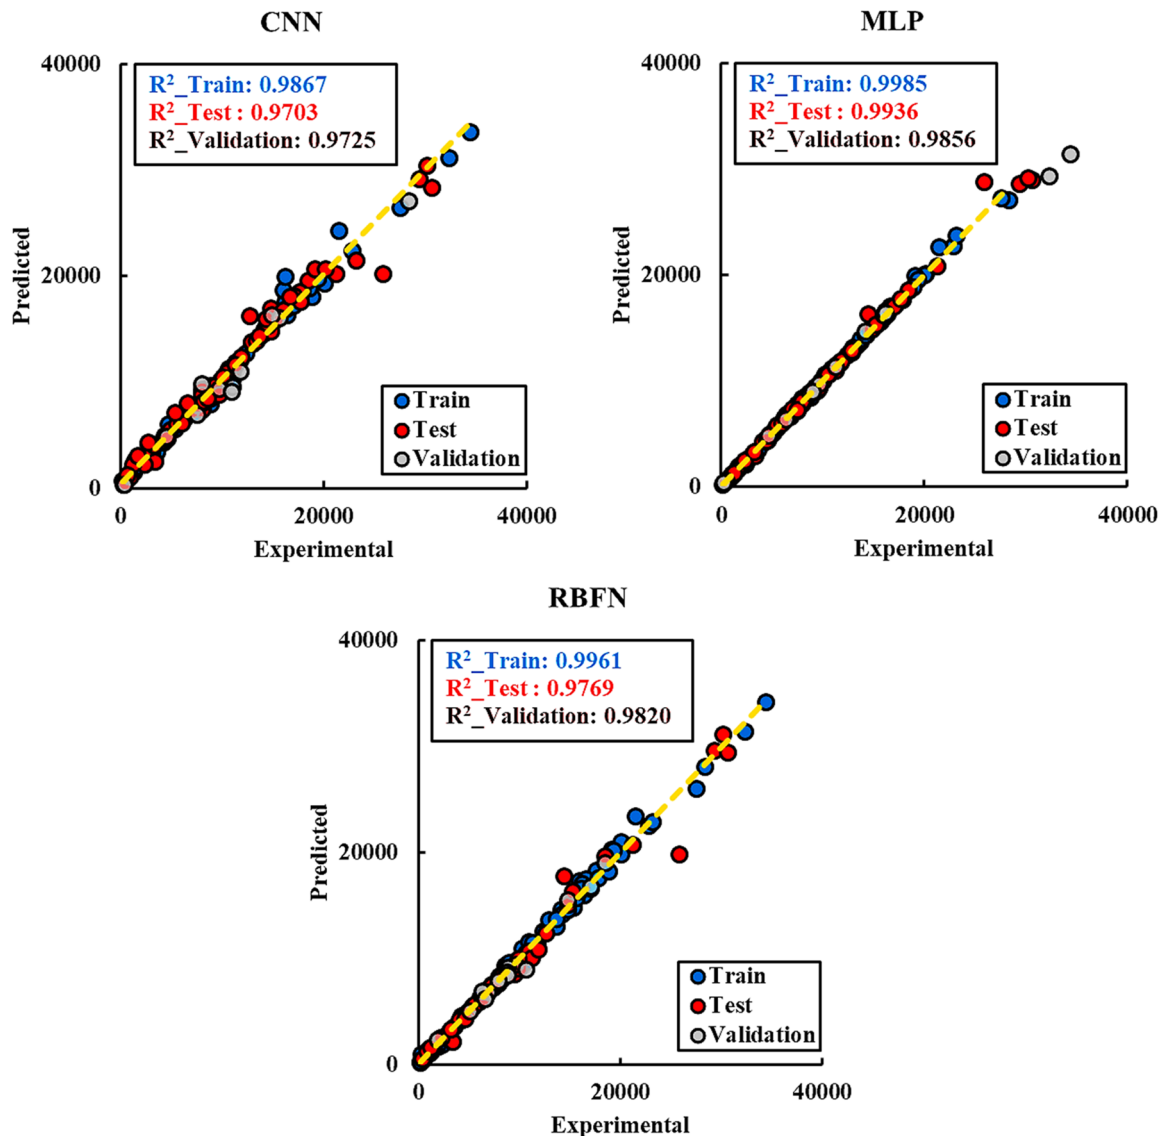 CNN
40000
R²_Train: 0.9867
R²_Test : 0.9703
R²_Validation: 0.9725
20000
Predicted
Train
Test
Validation
0
0
20000
40000
Experimental
MLP
40000
R²_Train: 0.9985
R²_Test : 0.9936
R²_Validation: 0.9856
20000
Predicted
Train
Test
Validation
0
0
20000
40000
Experimental
RBFN
40000
R²_Train: 0.9961
R²_Test : 0.9769
R²_Validation: 0.9820
20000
Predicted
Train
Test
Validation
0
0
20000
40000
Experimental